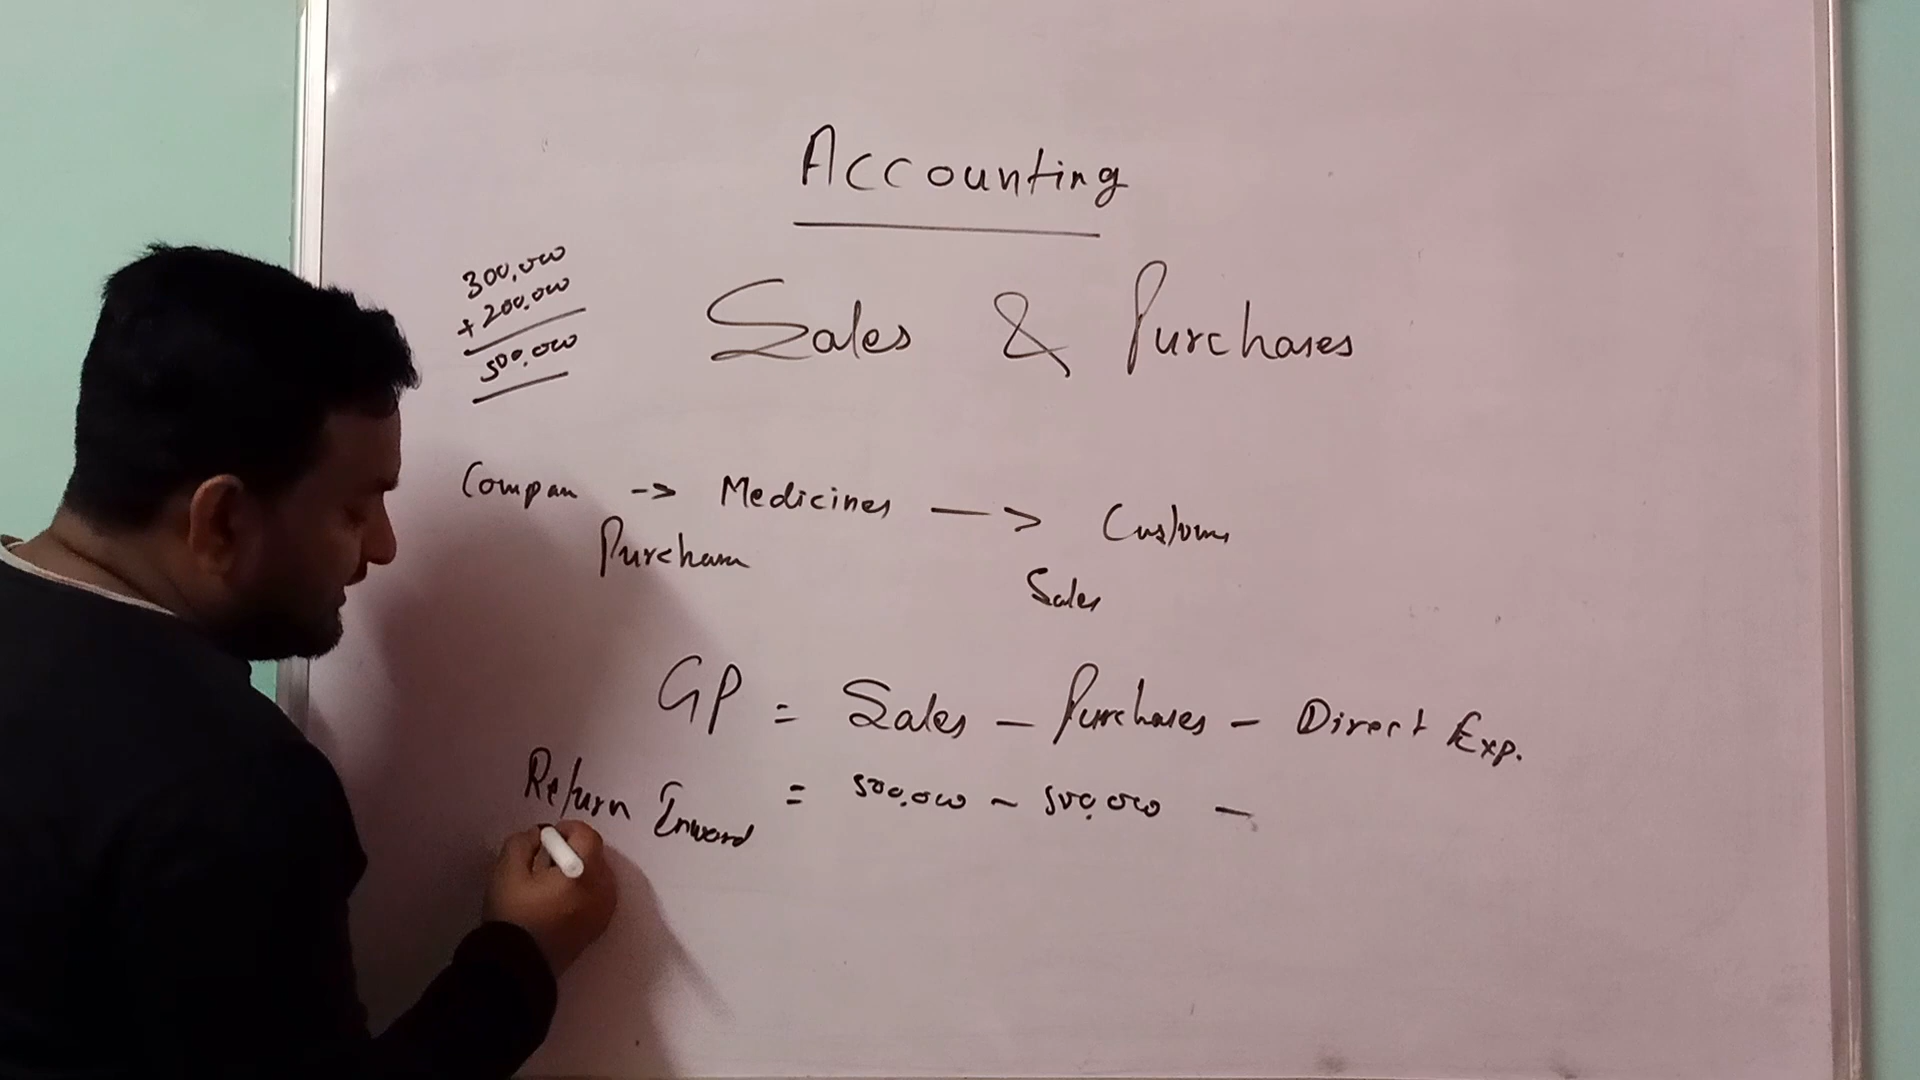 Accounting
300,000
+ 200,000
500,000
Sales & Purchases
Compan -> Medicines —> Custom
Purchase
Sales
GP = Sales – Purchases – Direct Exp.
Return Inward = 500,000 – 500,000 –